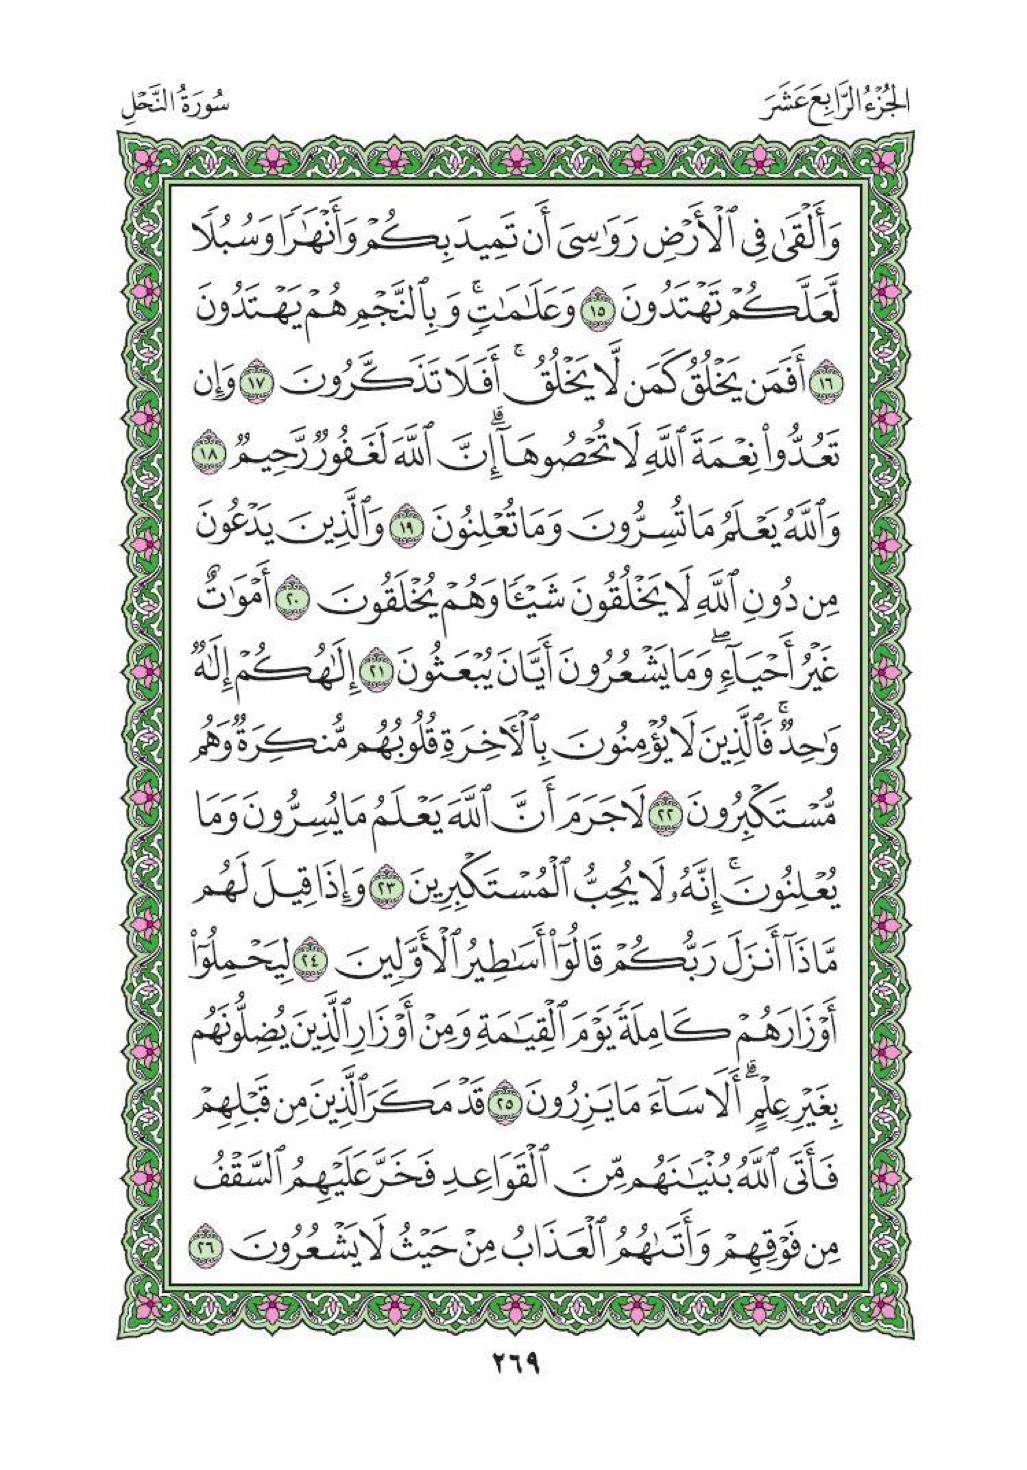 الجُزْءُ الرَّابِعَ عَشَرَ
سُورَةُ النَّحْلِ
وَأَلْقَىٰ فِي ٱلْأَرْضِ رَوَٰسِيَ أَن تَمِيدَ بِكُمْ وَأَنْهَٰرًا وَسُبُلًا
لَّعَلَّكُمْ تَهْتَدُونَ ١٥ وَعَلَٰمَٰتٍۚ وَبِٱلنَّجْمِ هُمْ يَهْتَدُونَ
١٦ أَفَمَن يَخْلُقُ كَمَن لَّا يَخْلُقُۚ أَفَلَا تَذَكَّرُونَ ١٧ وَإِن
تَعُدُّوا۟ نِعْمَةَ ٱللَّهِ لَا تُحْصُوهَآۗ إِنَّ ٱللَّهَ لَغَفُورٌ رَّحِيمٌ ١٨
وَٱللَّهُ يَعْلَمُ مَا تُسِرُّونَ وَمَا تُعْلِنُونَ ١٩ وَٱلَّذِينَ يَدْعُونَ
مِن دُونِ ٱللَّهِ لَا يَخْلُقُونَ شَيْـًٔا وَهُمْ يُخْلَقُونَ ٢٠ أَمْوَٰتٌ
غَيْرُ أَحْيَآءٍۖ وَمَا يَشْعُرُونَ أَيَّانَ يُبْعَثُونَ ٢١ إِلَٰهُكُمْ إِلَٰهٌ
وَٰحِدٌۚ فَٱلَّذِينَ لَا يُؤْمِنُونَ بِٱلْـَٔاخِرَةِ قُلُوبُهُم مُّنكِرَةٌ وَهُم
مُّسْتَكْبِرُونَ ٢٢ لَا جَرَمَ أَنَّ ٱللَّهَ يَعْلَمُ مَا يُسِرُّونَ وَمَا
يُعْلِنُونَۚ إِنَّهُۥ لَا يُحِبُّ ٱلْمُسْتَكْبِرِينَ ٢٣ وَإِذَا قِيلَ لَهُم
مَّاذَآ أَنزَلَ رَبُّكُمْ قَالُوٓا۟ أَسَٰطِيرُ ٱلْأَوَّلِينَ ٢٤ لِيَحْمِلُوٓا۟
أَوْزَارَهُمْ كَامِلَةً يَوْمَ ٱلْقِيَٰمَةِ وَمِنْ أَوْزَارِ ٱلَّذِينَ يُضِلُّونَهُم
بِغَيْرِ عِلْمٍۗ أَلَا سَآءَ مَا يَزِرُونَ ٢٥ قَدْ مَكَرَ ٱلَّذِينَ مِن قَبْلِهِمْ
فَأَتَى ٱللَّهُ بُنْيَٰنَهُم مِّنَ ٱلْقَوَاعِدِ فَخَرَّ عَلَيْهِمُ ٱلسَّقْفُ
مِن فَوْقِهِمْ وَأَتَىٰهُمُ ٱلْعَذَابُ مِنْ حَيْثُ لَا يَشْعُرُونَ ٢٦
٢٦٩